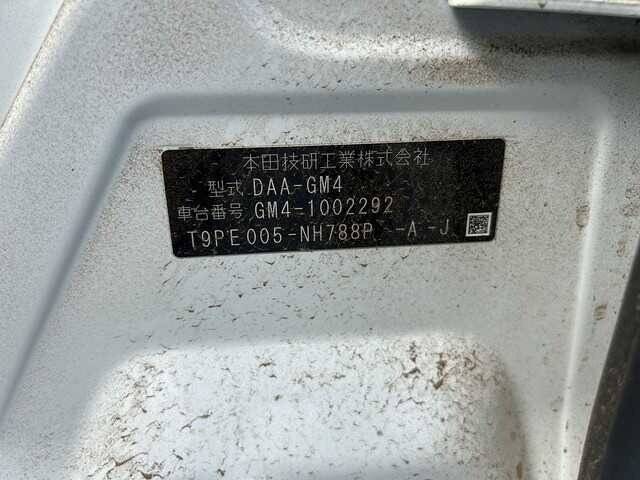 本田技研工業株式会社
型式 DAA-GM4
車台番号 GM4-1002292
T9PE005-NH788P -A-J